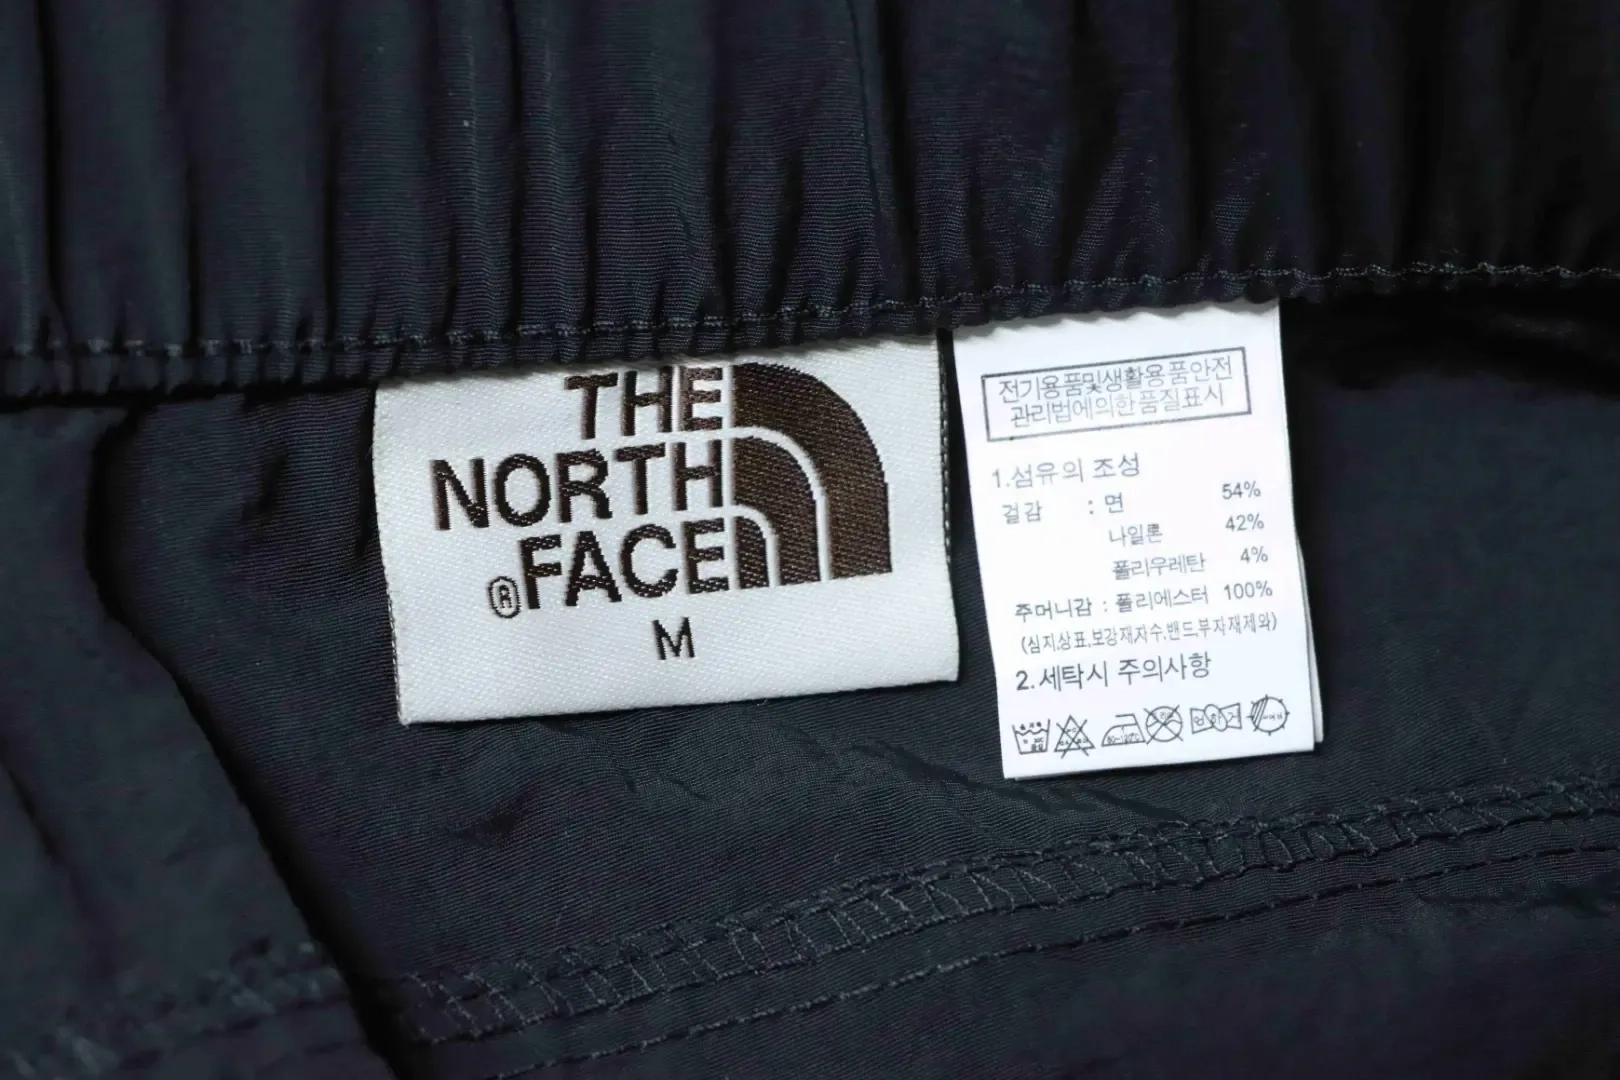 THE
NORTH
®FACE
M
전기용품및생활용품안전
관리법에의한품질표시
1.섬유의 조성
겉감 : 면 54%
나일론 42%
폴리우레탄 4%
주머니감 : 폴리에스터 100%
(심지,상표,보강재자수,밴드,부자재제외)
2.세탁시 주의사항
80~120℃